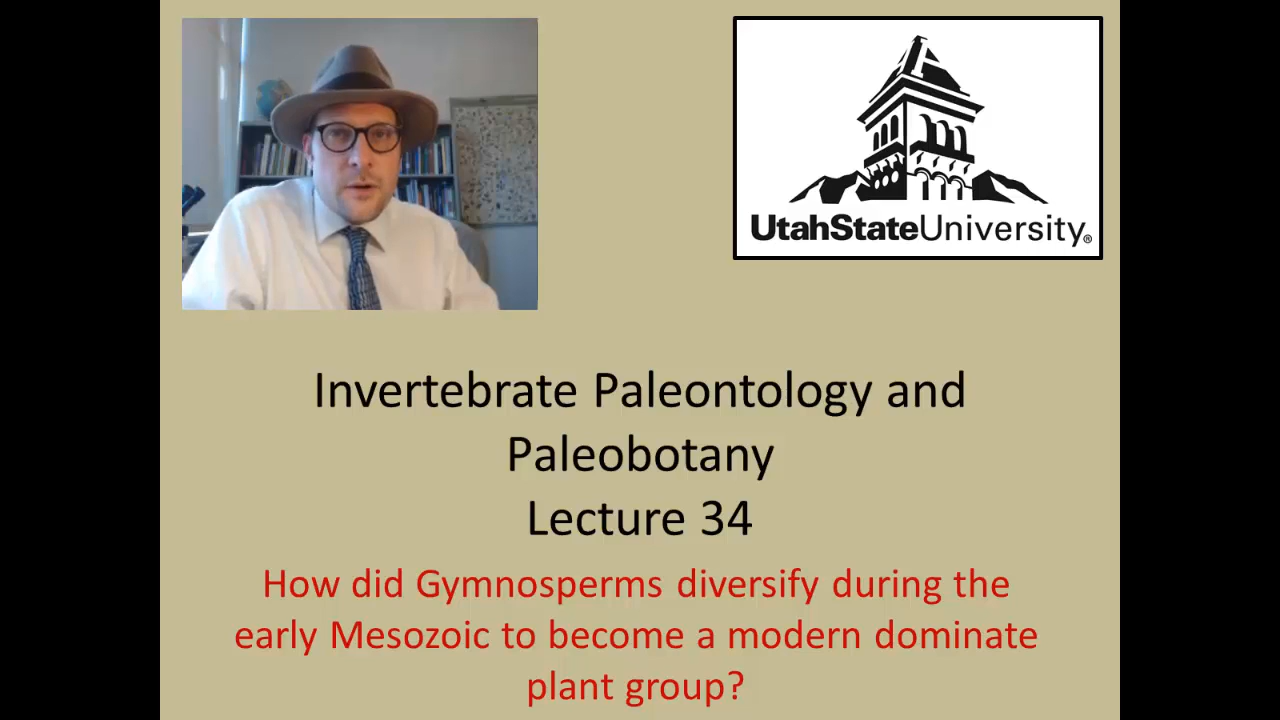 UtahStateUniversity®
Invertebrate Paleontology and
Paleobotany
Lecture 34
How did Gymnosperms diversify during the
early Mesozoic to become a modern dominate
plant group?